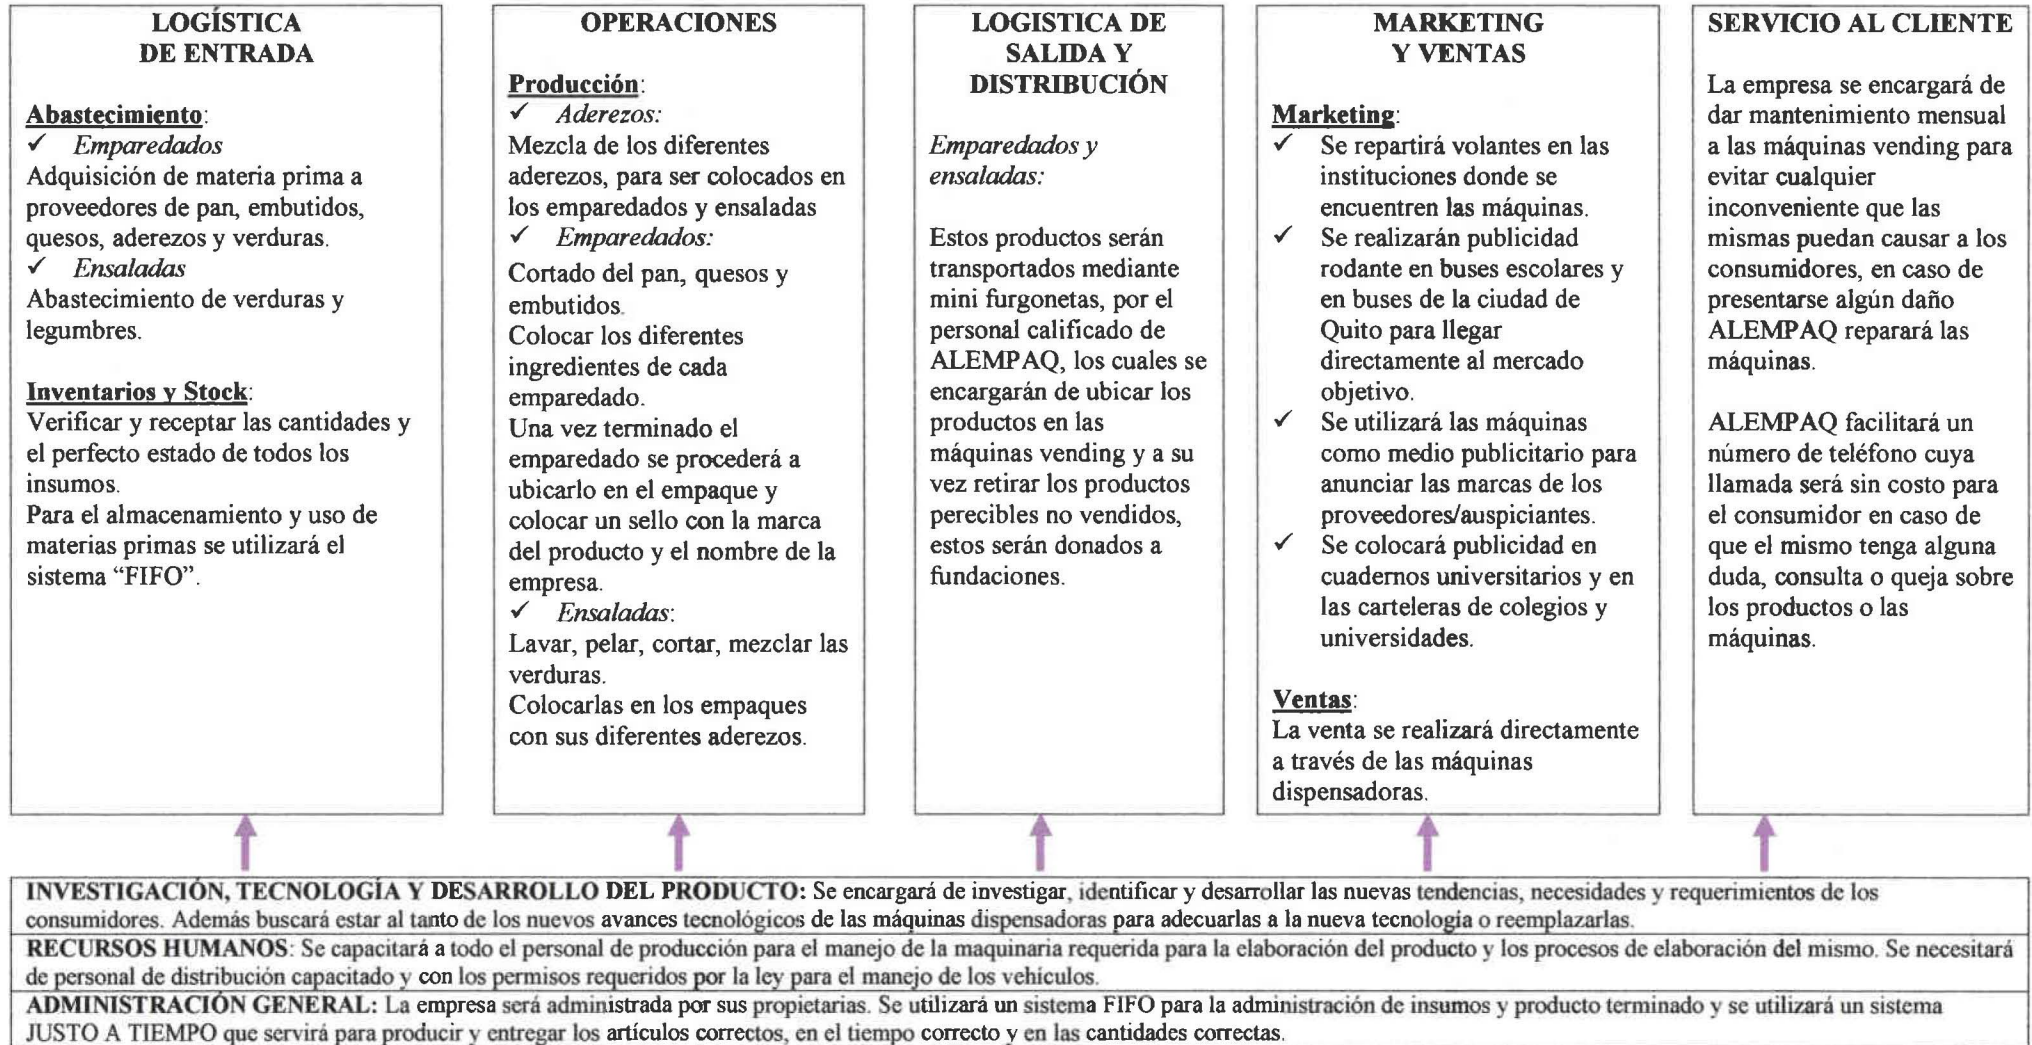 LOGÍSTICA
DE ENTRADA
Abastecimiento:
✓ Emparedados
Adquisición de materia prima a
proveedores de pan, embutidos,
quesos, aderezos y verduras.
✓ Ensaladas
Abastecimiento de verduras y
legumbres.
Inventarios y Stock:
Verificar y receptar las cantidades y
el perfecto estado de todos los
insumos.
Para el almacenamiento y uso de
materias primas se utilizará el
sistema “FIFO”.
OPERACIONES
Producción:
✓ Aderezos:
Mezcla de los diferentes
aderezos, para ser colocados en
los emparedados y ensaladas
✓ Emparedados:
Cortado del pan, quesos y
embutidos.
Colocar los diferentes
ingredientes de cada
emparedado.
Una vez terminado el
emparedado se procederá a
ubicarlo en el empaque y
colocar un sello con la marca
del producto y el nombre de la
empresa.
✓ Ensaladas:
Lavar, pelar, cortar, mezclar las
verduras.
Colocarlas en los empaques
con sus diferentes aderezos.
LOGISTICA DE
SALIDA Y
DISTRIBUCIÓN
Emparedados y
ensaladas:
Estos productos serán
transportados mediante
mini furgonetas, por el
personal calificado de
ALEMPAQ, los cuales se
encargarán de ubicar los
productos en las
máquinas vending y a su
vez retirar los productos
perecibles no vendidos,
estos serán donados a
fundaciones.
MARKETING
Y VENTAS
Marketing:
✓ Se repartirá volantes en las
instituciones donde se
encuentren las máquinas.
✓ Se realizarán publicidad
rodante en buses escolares y
en buses de la ciudad de
Quito para llegar
directamente al mercado
objetivo.
✓ Se utilizará las máquinas
como medio publicitario para
anunciar las marcas de los
proveedores/auspiciantes.
✓ Se colocará publicidad en
cuadernos universitarios y en
las carteleras de colegios y
universidades.
Ventas:
La venta se realizará directamente
a través de las máquinas
dispensadoras.
SERVICIO AL CLIENTE
La empresa se encargará de
dar mantenimiento mensual
a las máquinas vending para
evitar cualquier
inconveniente que las
mismas puedan causar a los
consumidores, en caso de
presentarse algún daño
ALEMPAQ reparará las
máquinas.
ALEMPAQ facilitará un
número de teléfono cuya
llamada será sin costo para
el consumidor en caso de
que el mismo tenga alguna
duda, consulta o queja sobre
los productos o las
máquinas.
INVESTIGACIÓN, TECNOLOGÍA Y DESARROLLO DEL PRODUCTO: Se encargará de investigar, identificar y desarrollar las nuevas tendencias, necesidades y requerimientos de los
consumidores. Además buscará estar al tanto de los nuevos avances tecnológicos de las máquinas dispensadoras para adecuarlas a la nueva tecnología o reemplazarlas.
RECURSOS HUMANOS: Se capacitará a todo el personal de producción para el manejo de la maquinaria requerida para la elaboración del producto y los procesos de elaboración del mismo. Se necesitará
de personal de distribución capacitado y con los permisos requeridos por la ley para el manejo de los vehículos.
ADMINISTRACIÓN GENERAL: La empresa será administrada por sus propietarias. Se utilizará un sistema FIFO para la administración de insumos y producto terminado y se utilizará un sistema
JUSTO A TIEMPO que servirá para producir y entregar los artículos correctos, en el tiempo correcto y en las cantidades correctas.